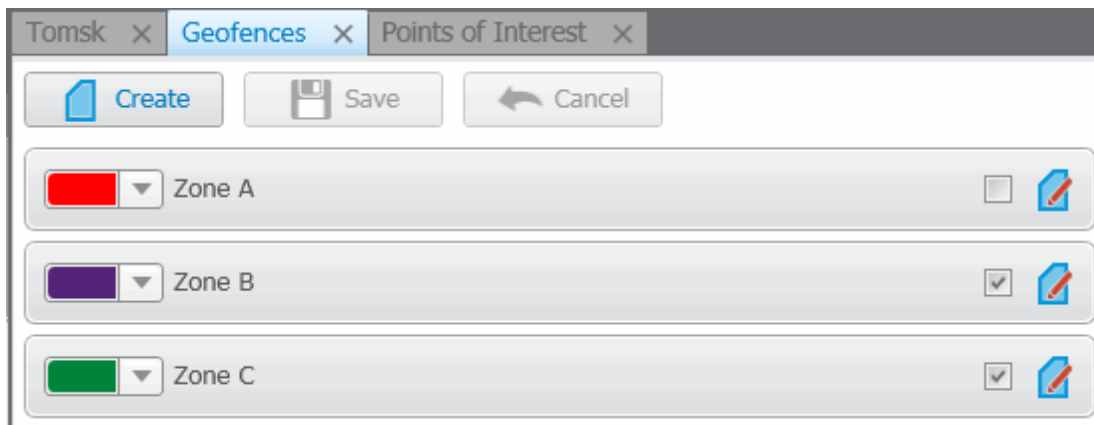 Tomsk Geofences Points of Interest
Create Save Cancel
Zone A
Zone B
Zone C